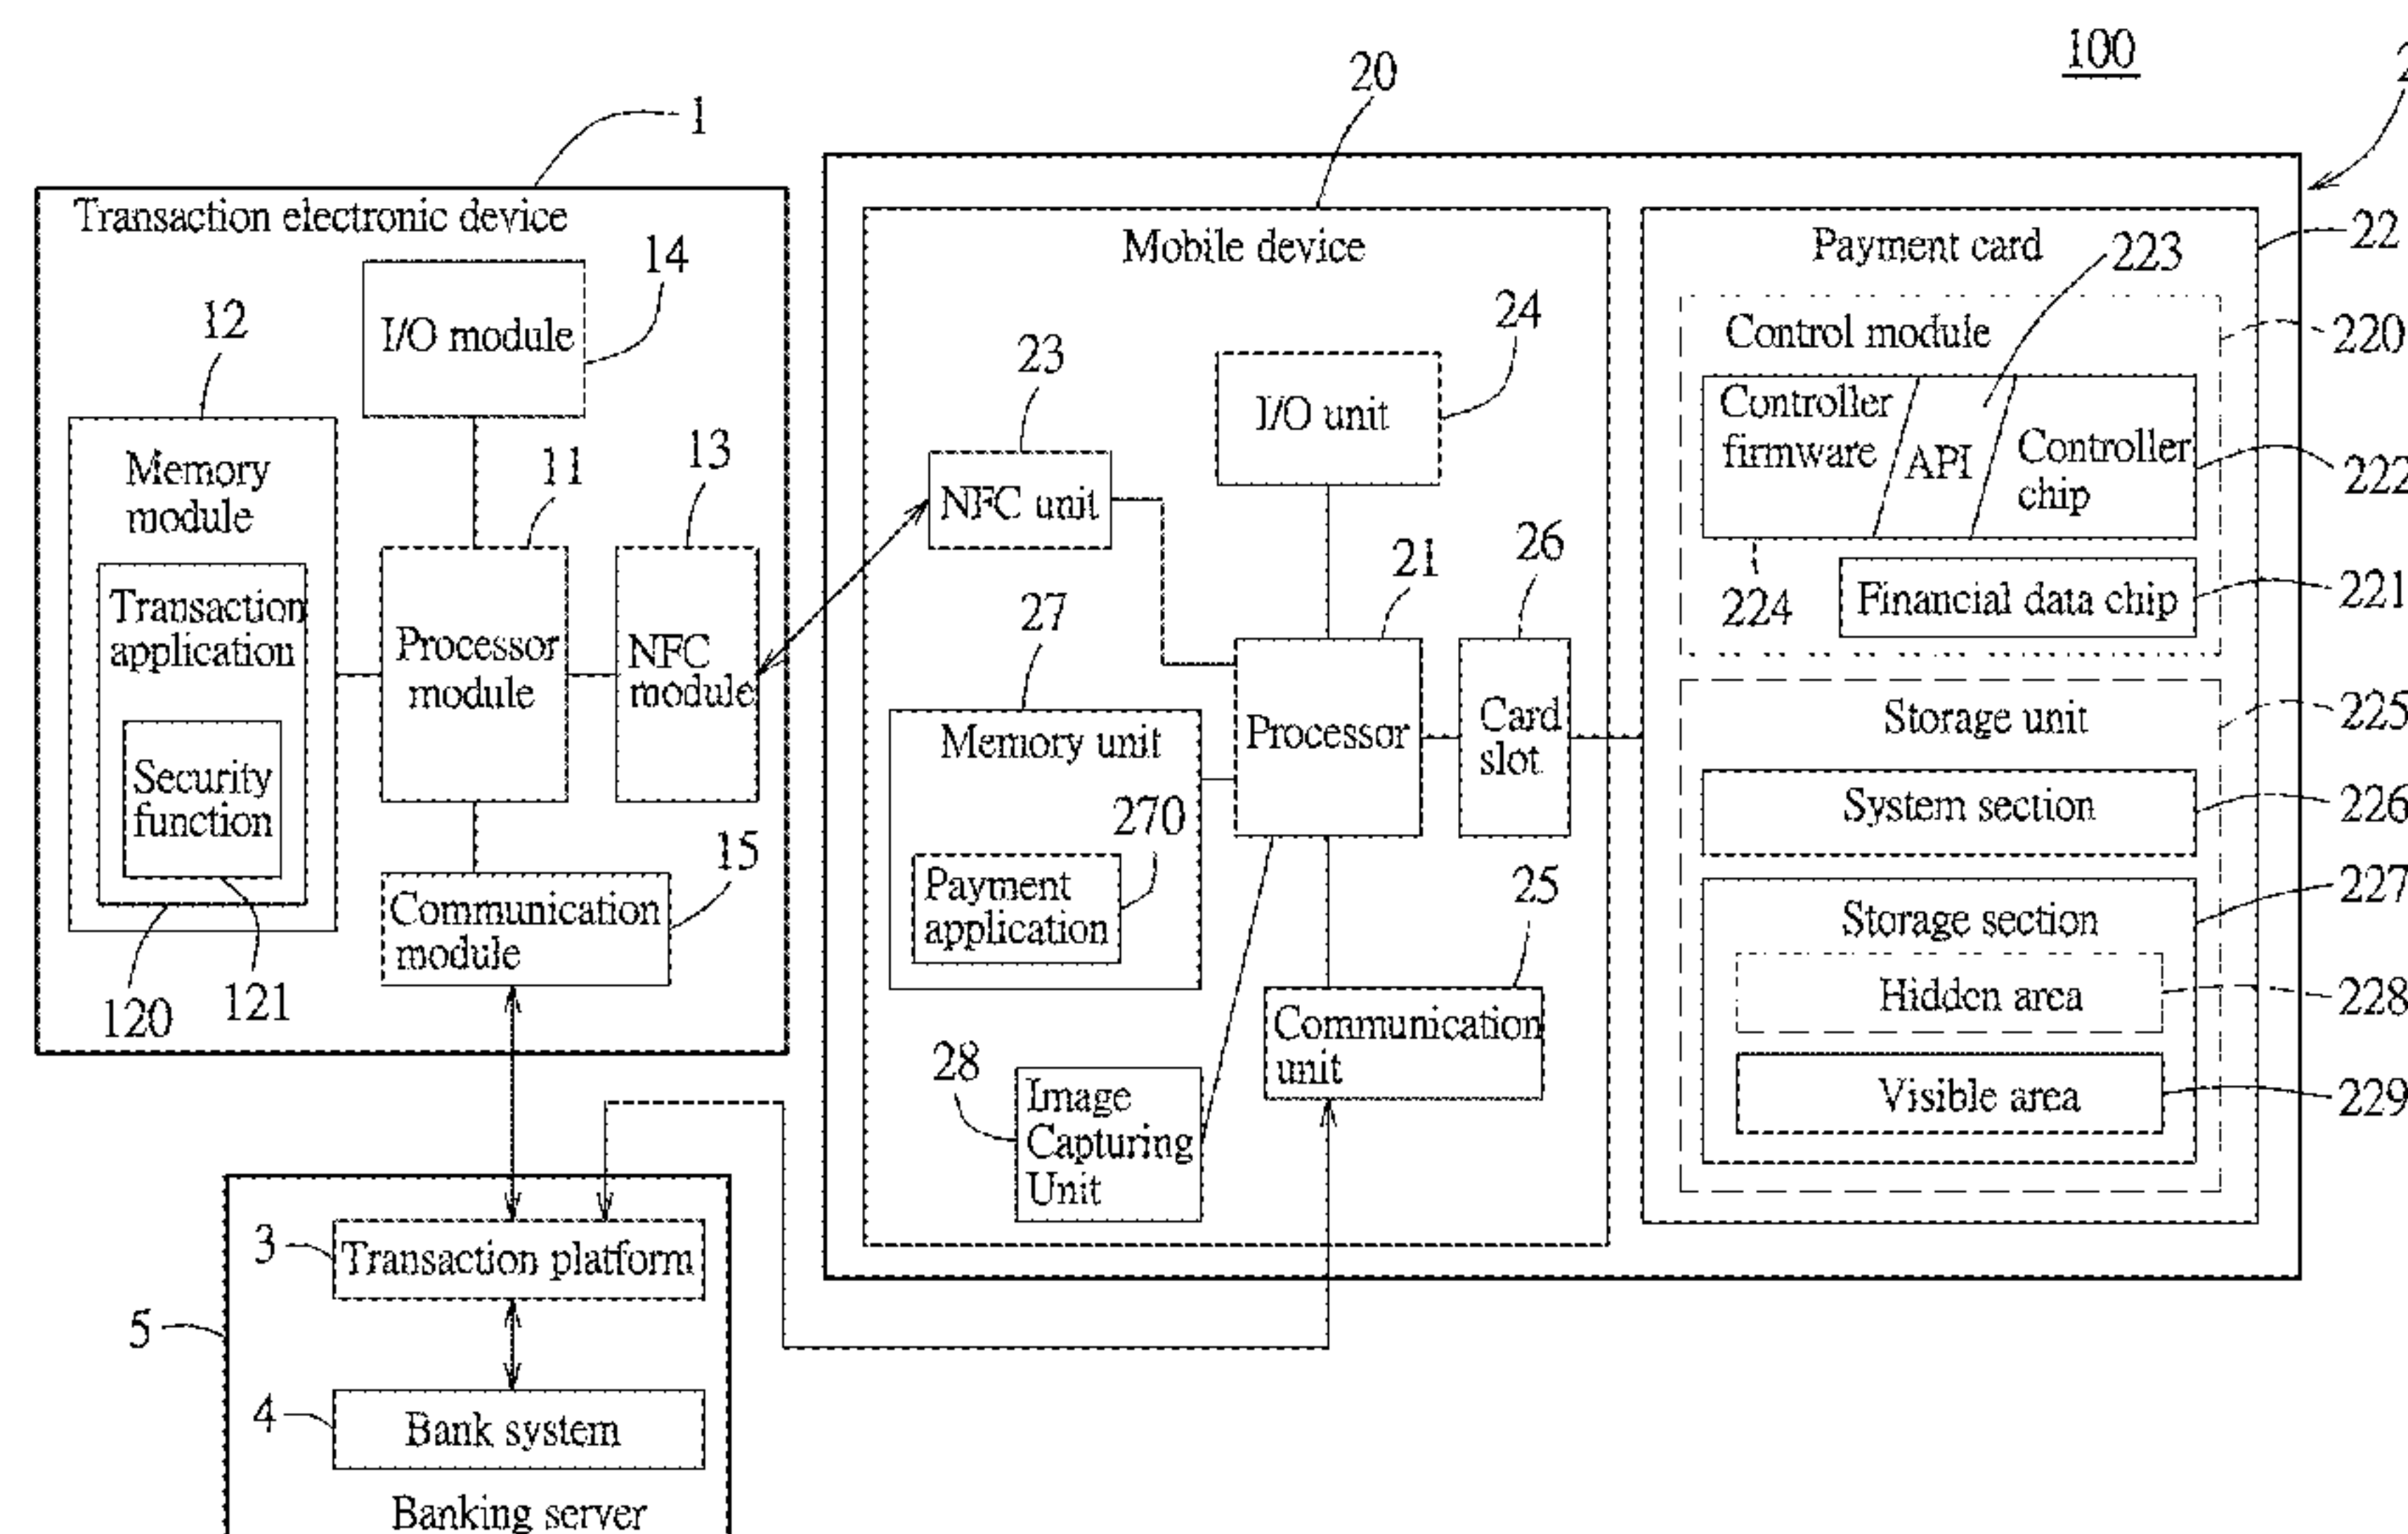 100
2
20
1
Transaction electronic device
14
I/O module
12
Memory
module
11
13
Transaction
application
Processor
module
NFC
module
Security
function
15
Communication
module
120
121
Mobile device
24
I/O unit
23
NFC unit
21
26
27
Processor
Card
slot
Memory unit
270
Payment
application
25
Communication
unit
28
Image
Capturing
Unit
Payment card
22
223
Control module
220
Controller
firmware
API
Controller
chip
222
224
Financial data chip
221
Storage unit
225
System section
226
227
Storage section
Hidden area
228
Visible area
229
3
Transaction platform
5
4
Bank system
Banking server